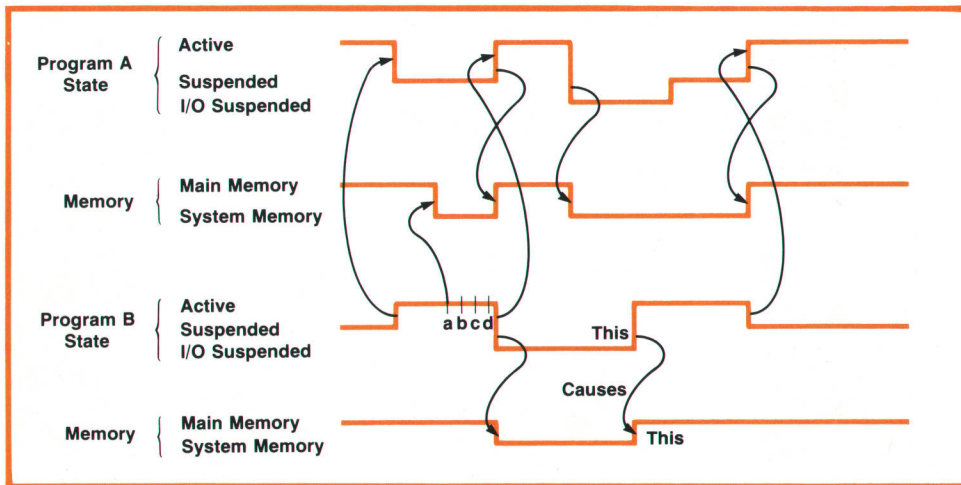 Program A
State
Active
Suspended
I/O Suspended
Memory
Main Memory
System Memory
Program B
State
Active
Suspended
I/O Suspended
a b c d
This
Causes
This
Memory
Main Memory
System Memory